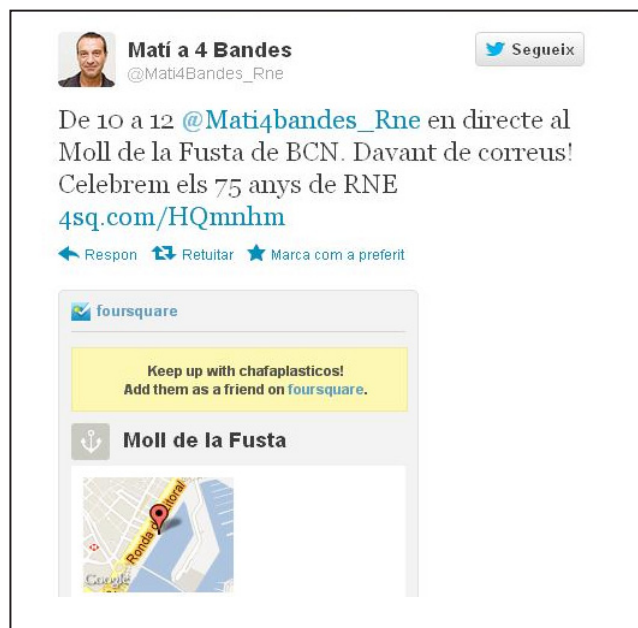 Matí a 4 Bandes
@Mati4Bandes_Rne
Segueix
De 10 a 12 @Mati4bandes_Rne en directe al
Moll de la Fusta de BCN. Davant de correus!
Celebrem els 75 anys de RNE
4sq.com/HQmnhm
Respon Retuitar Marca com a preferit
foursquare
Keep up with chafaplasticos!
Add them as a friend on foursquare.
Moll de la Fusta
Ronda del Litoral
Google